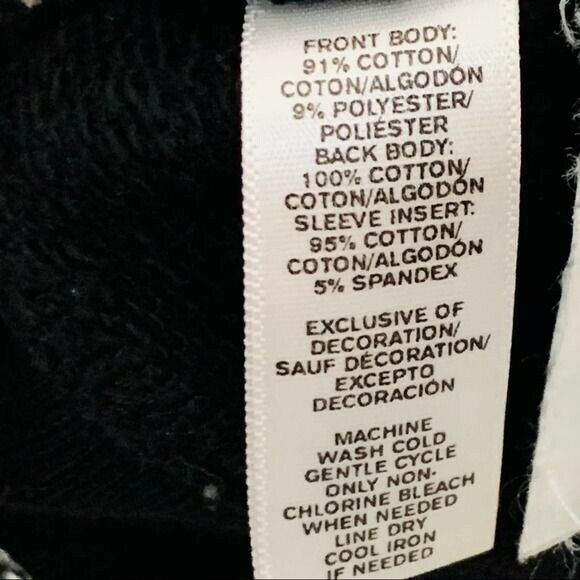 FRONT BODY:
91% COTTON/
COTON/ALGODÓN
9% POLYESTER/
POLIÉSTER
BACK BODY:
100% COTTON/
COTON/ALGODÓN
SLEEVE INSERT:
95% COTTON/
COTON/ALGODÓN
5% SPANDEX
EXCLUSIVE OF
DECORATION/
SAUF DÉCORATION/
EXCEPTO
DECORACIÓN
MACHINE
WASH COLD
GENTLE CYCLE
ONLY NON-
CHLORINE BLEACH
WHEN NEEDED
LINE DRY
COOL IRON
IF NEEDED